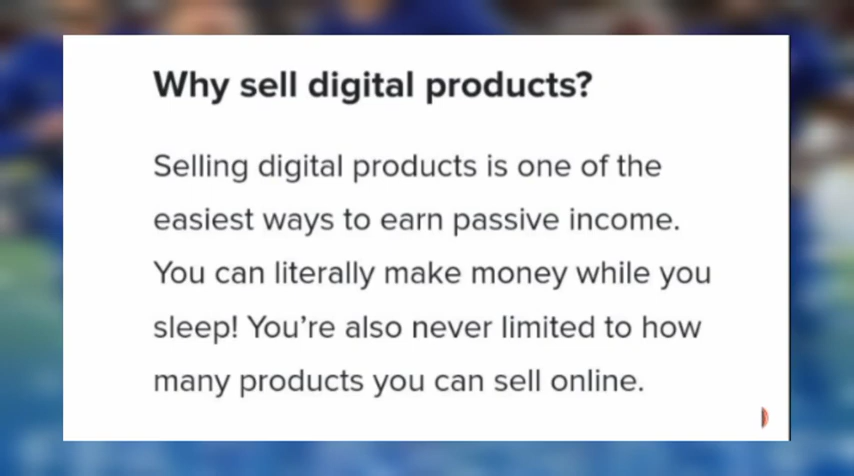 Why sell digital products?
Selling digital products is one of the
easiest ways to earn passive income.
You can literally make money while you
sleep! You're also never limited to how
many products you can sell online.